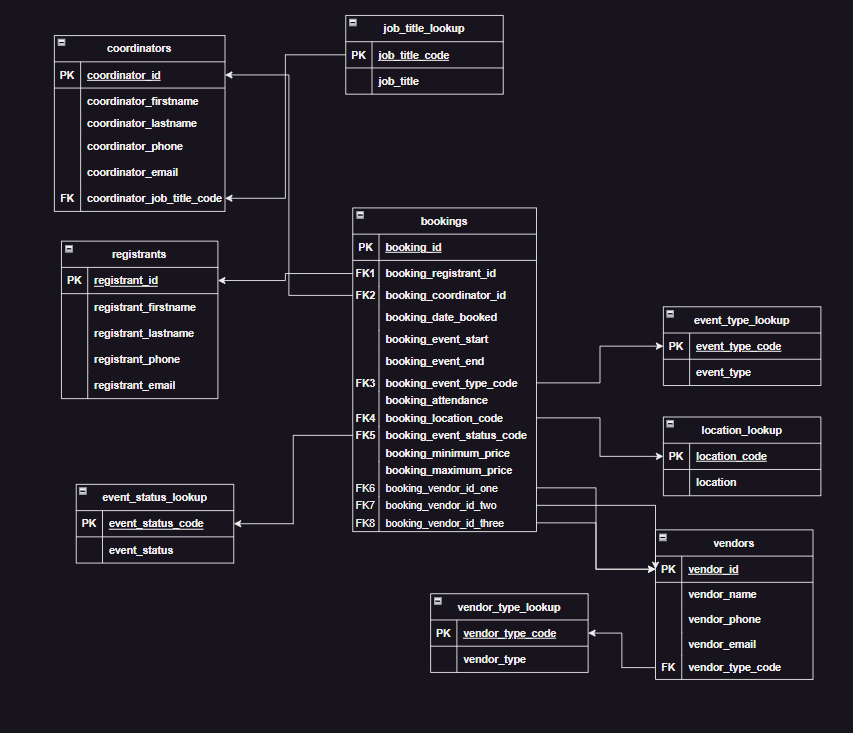 job_title_lookup
PK job_title_code
job_title
coordinators
PK coordinator_id
coordinator_firstname
coordinator_lastname
coordinator_phone
coordinator_email
FK coordinator_job_title_code
bookings
PK booking_id
FK1 booking_registrant_id
FK2 booking_coordinator_id
booking_date_booked
booking_event_start
booking_event_end
FK3 booking_event_type_code
booking_attendance
FK4 booking_location_code
FK5 booking_event_status_code
booking_minimum_price
booking_maximum_price
FK6 booking_vendor_id_one
FK7 booking_vendor_id_two
FK8 booking_vendor_id_three
registrants
PK registrant_id
registrant_firstname
registrant_lastname
registrant_phone
registrant_email
event_type_lookup
PK event_type_code
event_type
location_lookup
PK location_code
location
event_status_lookup
PK event_status_code
event_status
vendors
PK vendor_id
vendor_name
vendor_phone
vendor_email
FK vendor_type_code
vendor_type_lookup
PK vendor_type_code
vendor_type